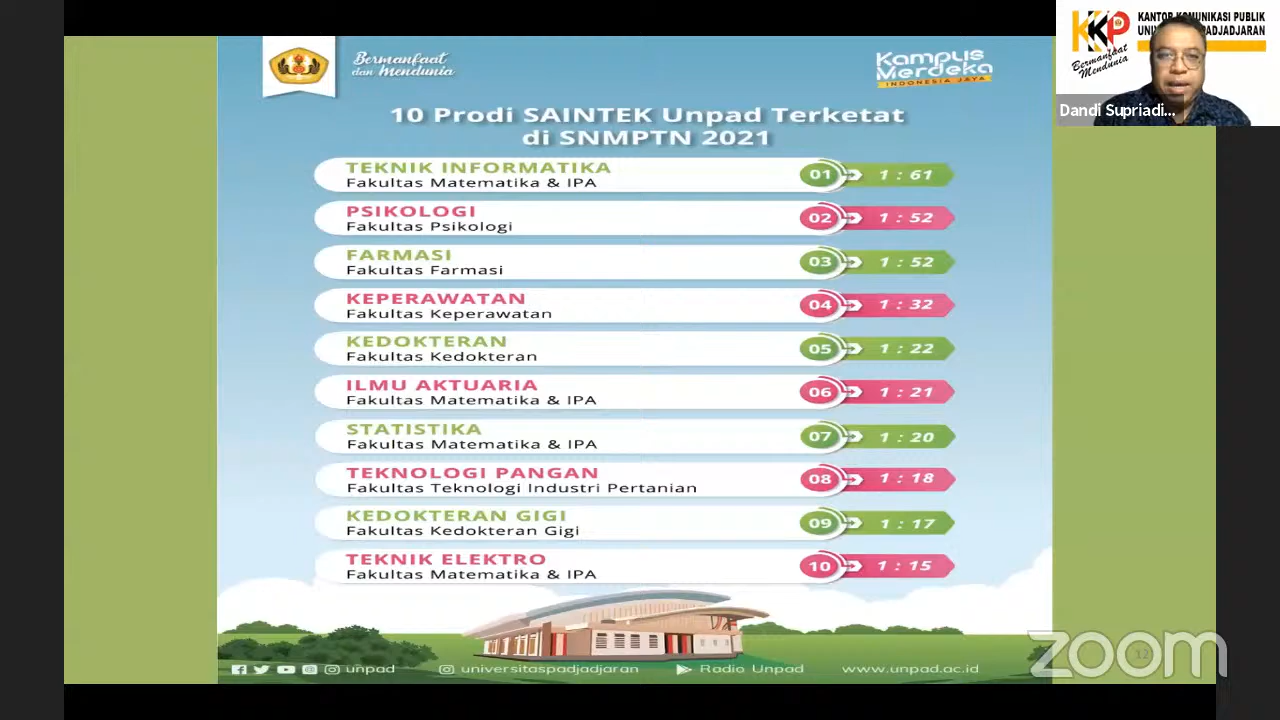 Bermanfaat
dan Mendunia
Kampus
Merdeka
INDONESIA JAYA
10 Prodi SAINTEK Unpad Terketat
di SNMPTN 2021
TEKNIK INFORMATIKA
Fakultas Matematika & IPA
01
1 : 61
PSIKOLOGI
Fakultas Psikologi
02
1 : 52
FARMASI
Fakultas Farmasi
03
1 : 52
KEPERAWATAN
Fakultas Keperawatan
04
1 : 32
KEDOKTERAN
Fakultas Kedokteran
05
1 : 22
ILMU AKTUARIA
Fakultas Matematika & IPA
06
1 : 21
STATISTIKA
Fakultas Matematika & IPA
07
1 : 20
TEKNOLOGI PANGAN
Fakultas Teknologi Industri Pertanian
08
1 : 18
KEDOKTERAN GIGI
Fakultas Kedokteran Gigi
09
1 : 17
TEKNIK ELEKTRO
Fakultas Matematika & IPA
10
1 : 15
unpad
universitaspadjadjaran
Radio Unpad
www.unpad.ac.id
KKP
KANTOR KOMUNIKASI PUBLIK
PADJADJARAN
Bermanfaat
Mendunia
Dandi Supriadi...
zoom
12